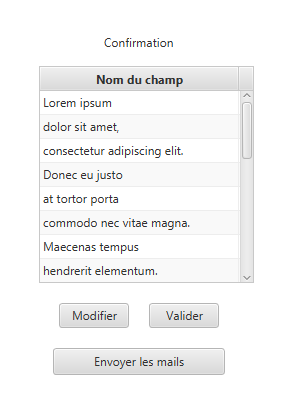 Confirmation
Nom du champ
Lorem ipsum
dolor sit amet,
consectetur adipiscing elit.
Donec eu justo
at tortor porta
commodo nec vitae magna.
Maecenas tempus
hendrerit elementum.
Modifier Valider
Envoyer les mails